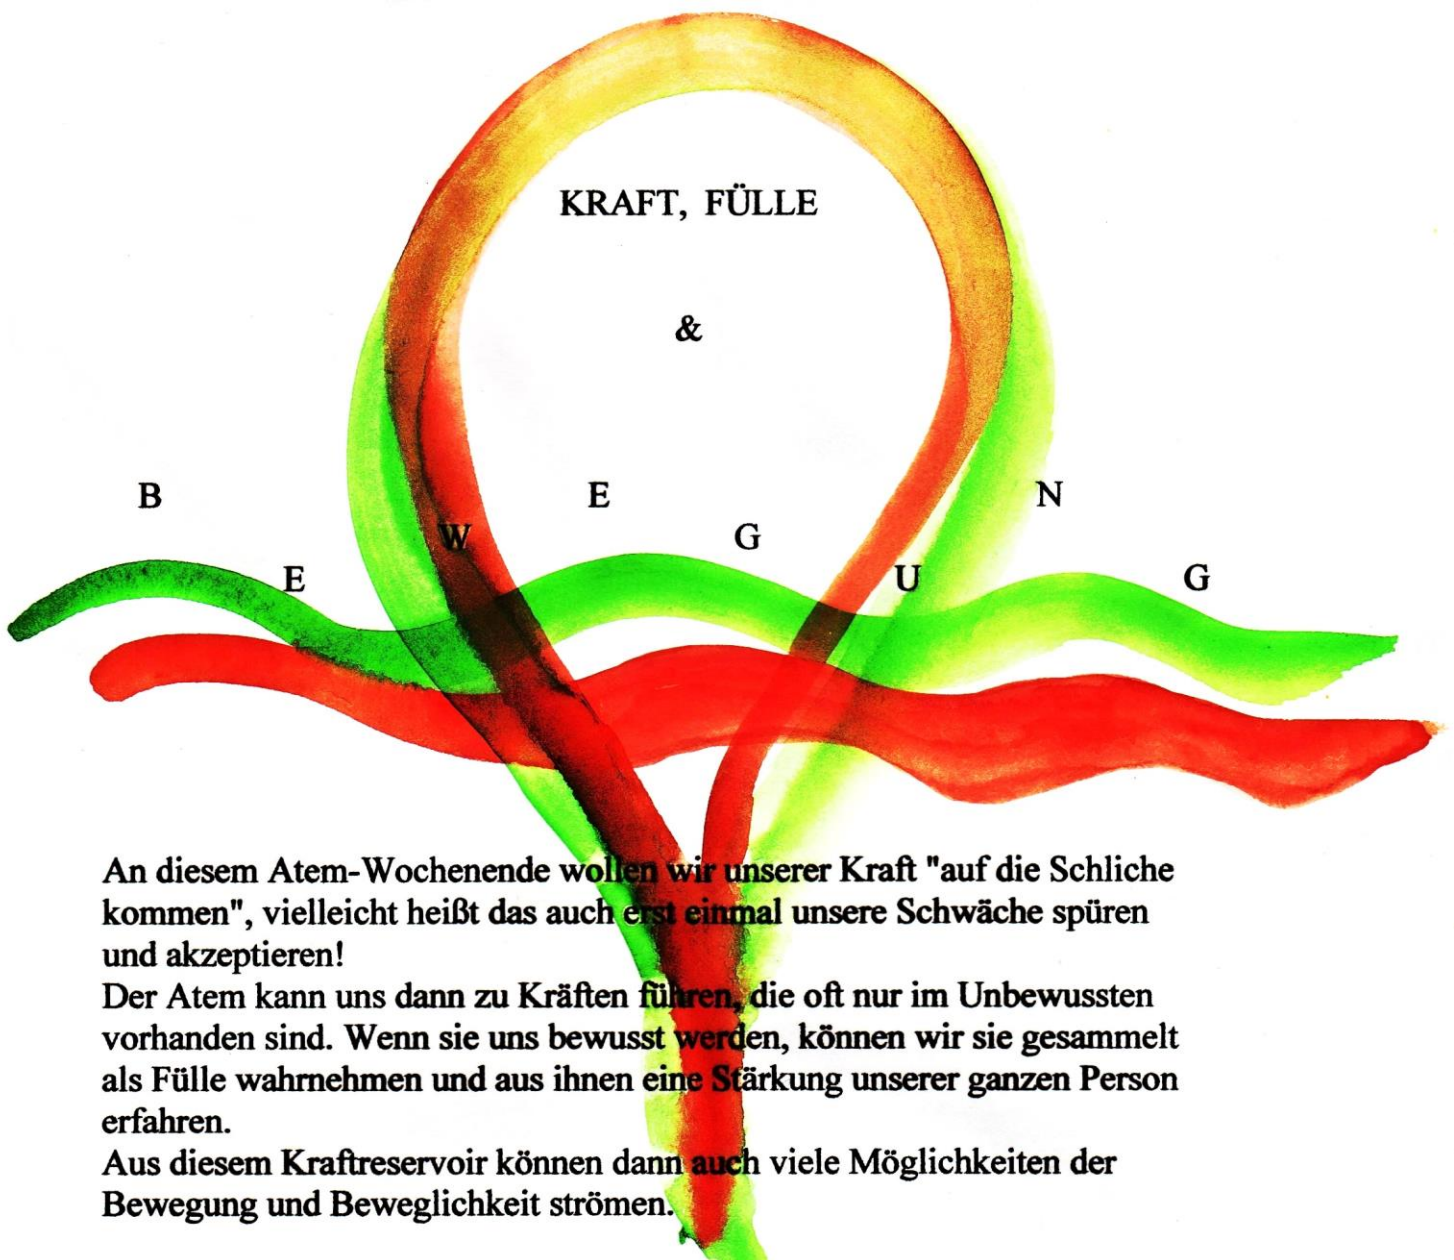 KRAFT, FÜLLE
&
B E W E G U N G
An diesem Atem-Wochenende wollen wir unserer Kraft "auf die Schliche
kommen", vielleicht heißt das auch erst einmal unsere Schwäche spüren
und akzeptieren!
Der Atem kann uns dann zu Kräften führen, die oft nur im Unbewussten
vorhanden sind. Wenn sie uns bewusst werden, können wir sie gesammelt
als Fülle wahrnehmen und aus ihnen eine Stärkung unserer ganzen Person
erfahren.
Aus diesem Kraftreservoir können dann auch viele Möglichkeiten der
Bewegung und Beweglichkeit strömen.